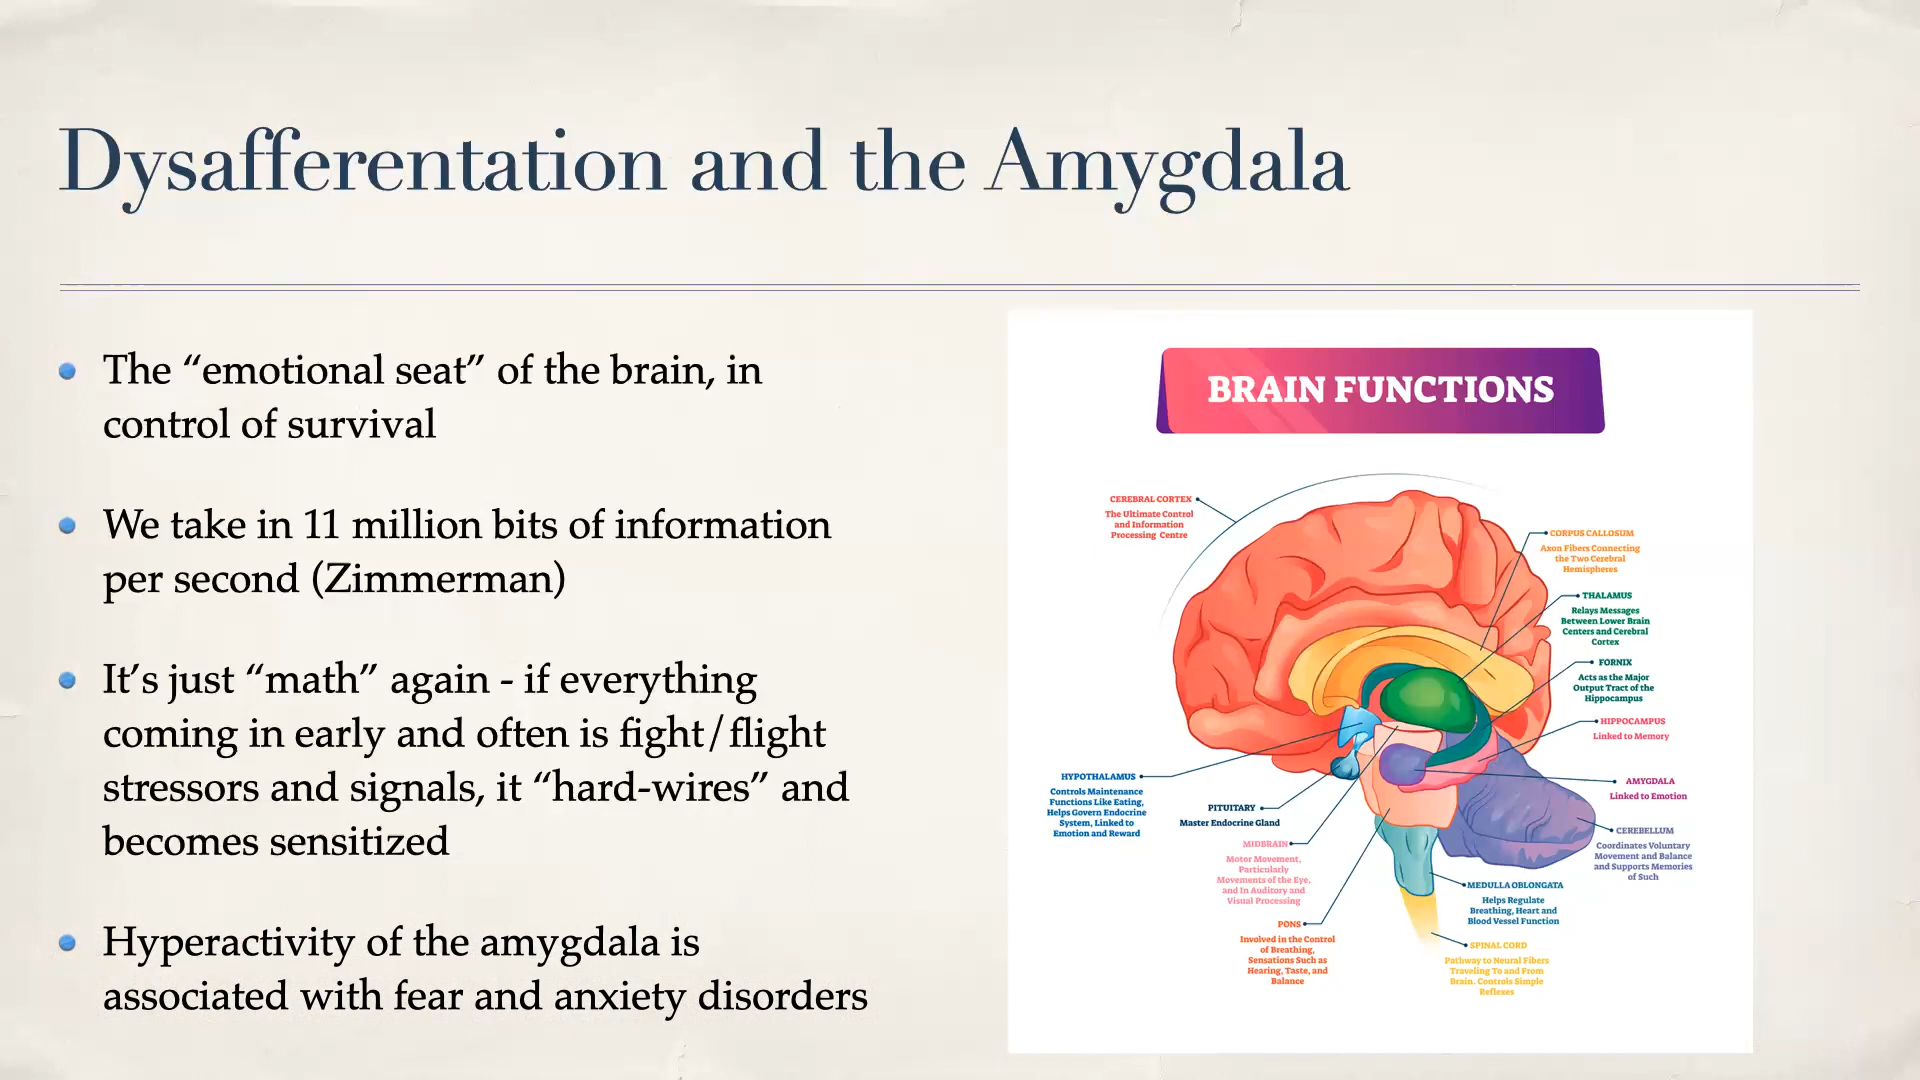 Dysafferentation and the Amygdala
The “emotional seat” of the brain, in
control of survival
We take in 11 million bits of information
per second (Zimmerman)
It’s just “math” again - if everything
coming in early and often is fight/flight
stressors and signals, it “hard-wires” and
becomes sensitized
Hyperactivity of the amygdala is
associated with fear and anxiety disorders
BRAIN FUNCTIONS
CEREBRAL CORTEX
The Ultimate Control
and Information
Processing Centre
CORPUS CALLOSUM
Axon Fibers Connecting
the Two Cerebral
Hemispheres
THALAMUS
Relays Messages
Between Lower Brain
Centers and Cerebral
Cortex
FORNIX
Acts as the Major
Output Tract of the
Hippocampus
HIPPOCAMPUS
Linked to Memory
AMYGDALA
Linked to Emotion
CEREBELLUM
Coordinates Voluntary
Movement and Balance
and Supports Memories
of Such
HYPOTHALAMUS
Controls Maintenance
Functions Like Eating,
Helps Govern Endocrine
System, Linked to
Emotion and Reward
PITUITARY
Master Endocrine Gland
MIDBRAIN
Motor Movement,
Particularly
Movements of the Eye,
and In Auditory and
Visual Processing
PONS
Involved in the Control
of Breathing,
Sensations Such as
Hearing, Taste, and
Balance
MEDULLA OBLONGATA
Helps Regulate
Breathing, Heart and
Blood Vessel Function
SPINAL CORD
Pathway to Neural Fibers
Traveling To and From
Brain. Controls Simple
Reflexes